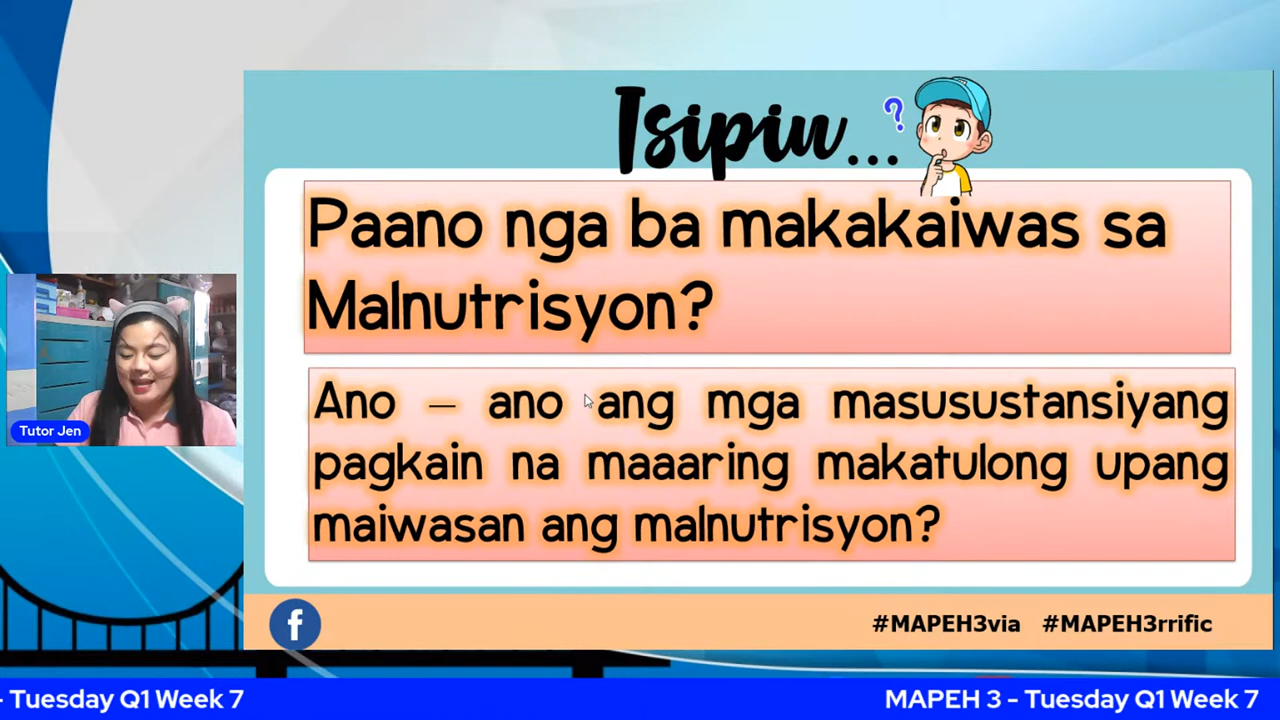 Isipin...
?
Paano nga ba makakaiwas sa
Malnutrisyon?
Ano – ano ang mga masusustansiyang
pagkain na maaaring makatulong upang
maiwasan ang malnutrisyon?
Tutor Jen
f
#MAPEH3via #MAPEH3rrific
- Tuesday Q1 Week 7
MAPEH 3 - Tuesday Q1 Week 7